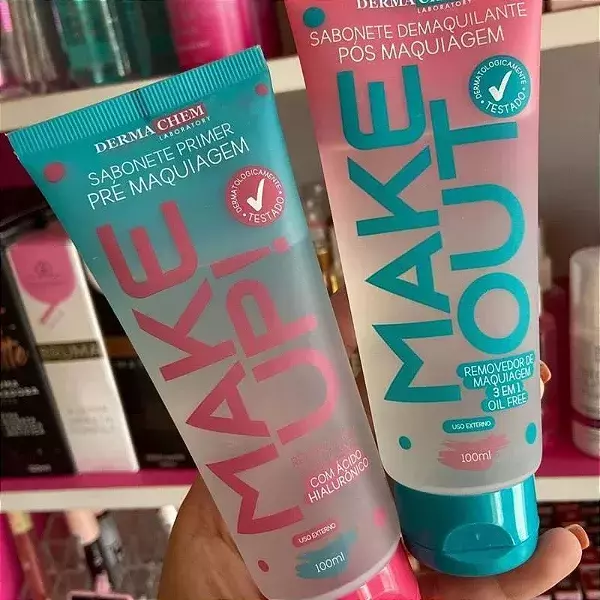 DERMA CHEM
LABORATORY
SABONETE PRIMER
PRÉ MAQUIAGEM
DERMATOLOGICAMENTE
TESTADO
MAKE
UP!
COM ÁCIDO
HIALURÔNICO
USO EXTERNO
100ml
DERMA CHEM
LABORATORY
SABONETE DEMAQUILANTE
PÓS MAQUIAGEM
DERMATOLOGICAMENTE
TESTADO
MAKE
OUT
REMOVEDOR DE
MAQUIAGEM
3 EM 1
OIL FREE
USO EXTERNO
100ml